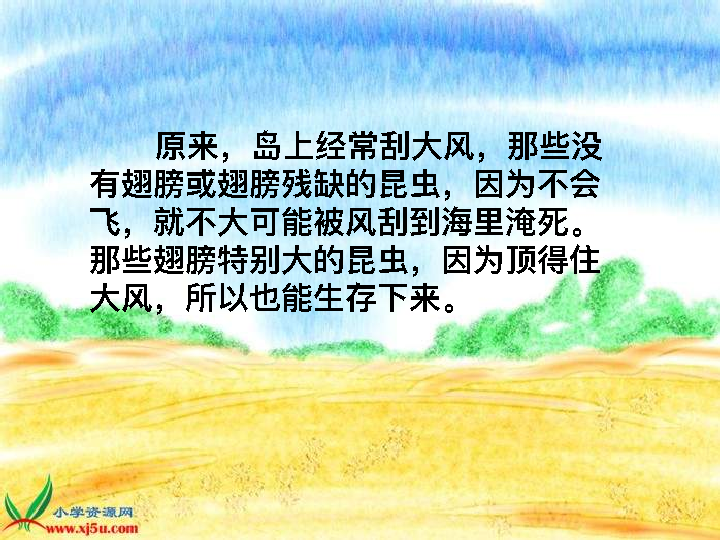 原来，岛上经常刮大风，那些没
有翅膀或翅膀残缺的昆虫，因为不会
飞，就不大可能被风刮到海里淹死。
那些翅膀特别大的昆虫，因为顶得住
大风，所以也能生存下来。
小学资源网
www.xj5u.com